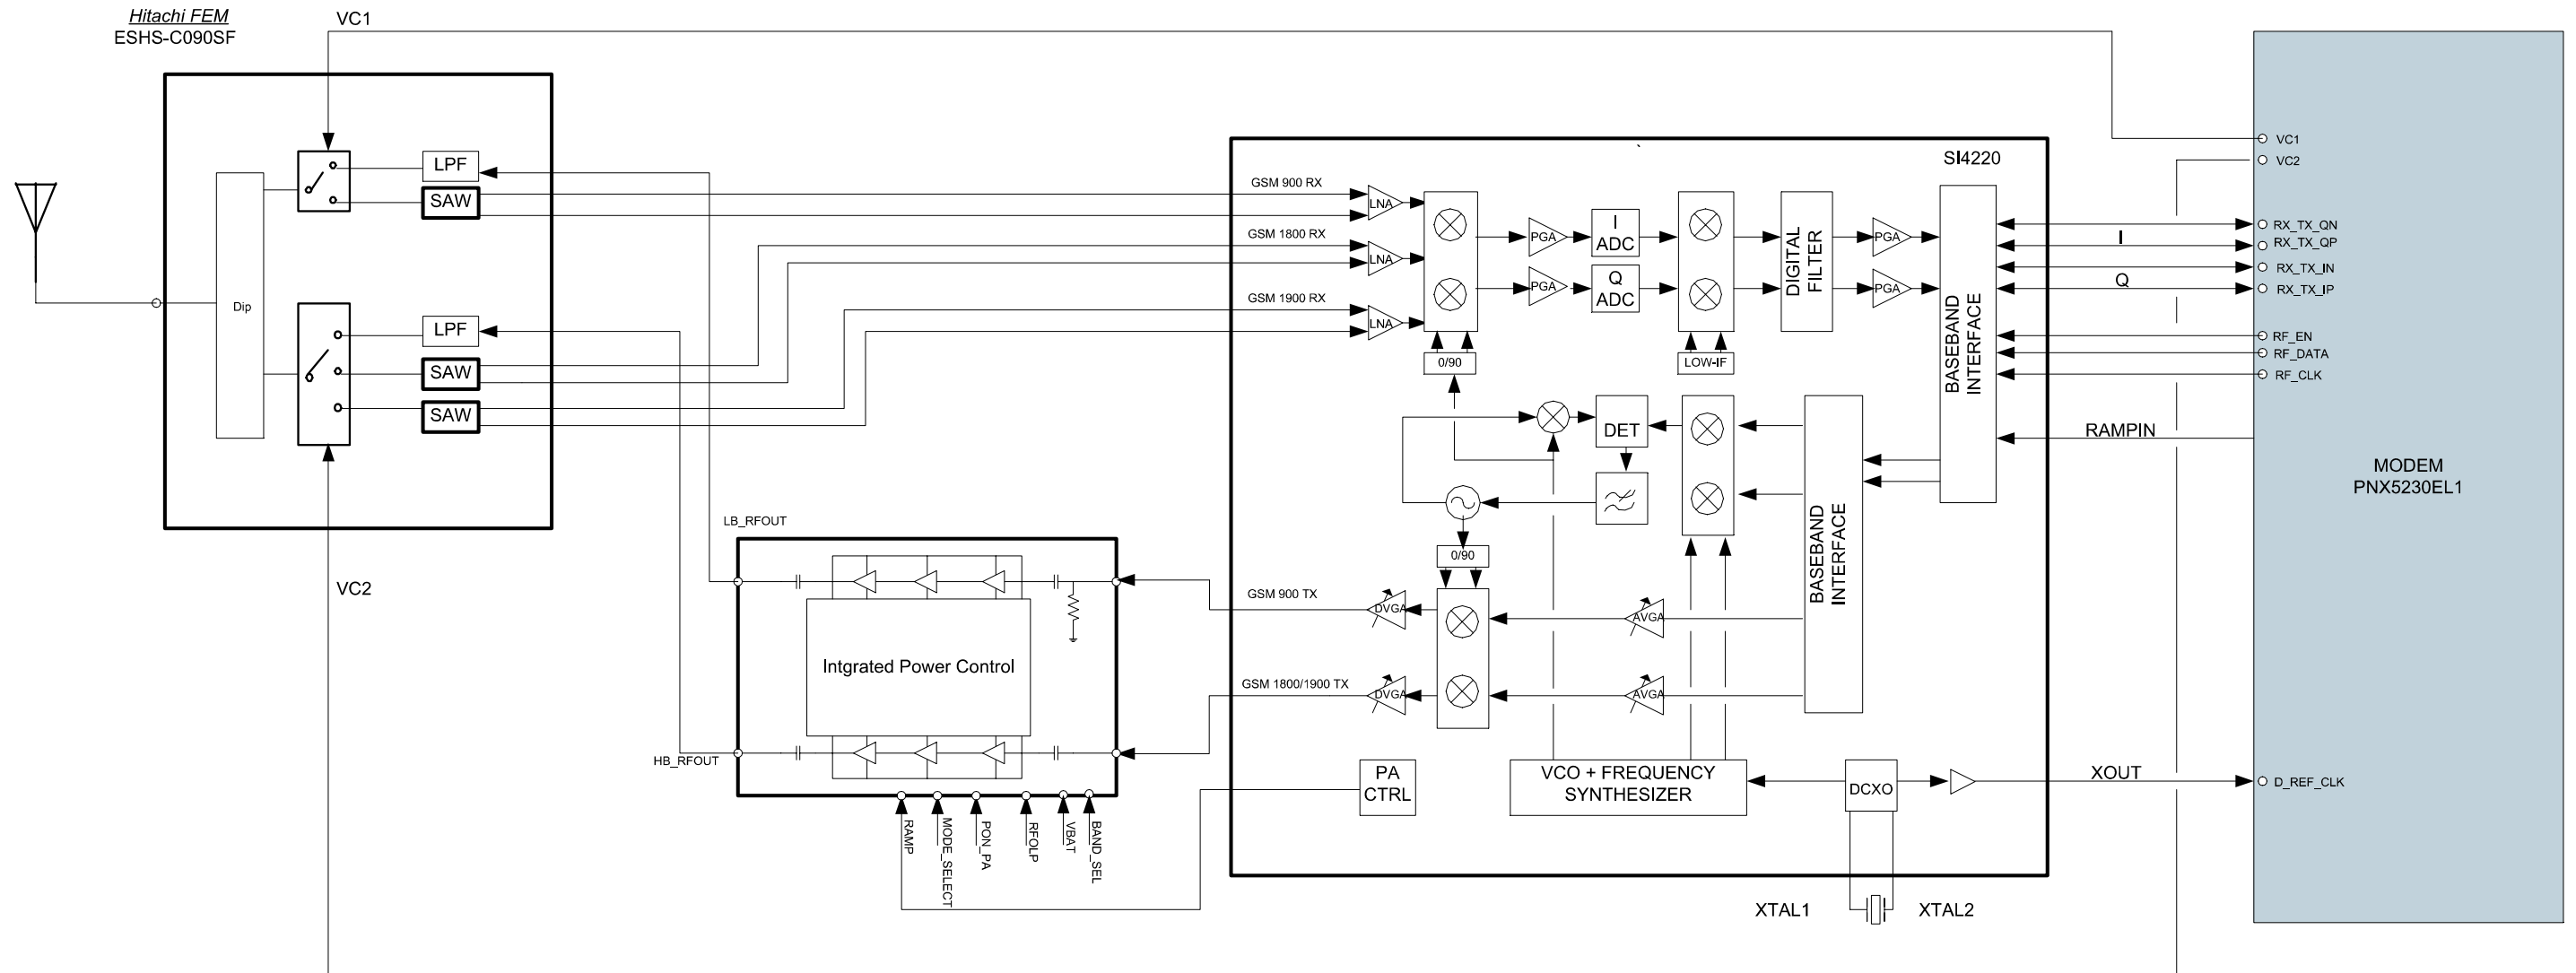 Hitachi FEM
ESHS-C090SF
VC1
LPF
SAW
Dip
LPF
SAW
SAW
VC2
LB_RFOUT
HB_RFOUT
Intgrated Power Control
RAMP
MODE_SELECT
PON_PA
RFOLP
VBAT
BAND_SEL
SI4220
GSM 900 RX
GSM 1800 RX
GSM 1900 RX
LNA
LNA
LNA
0/90
PGA
PGA
I
ADC
Q
ADC
LOW-IF
DIGITAL
FILTER
PGA
PGA
BASEBAND
INTERFACE
DET
0/90
BASEBAND
INTERFACE
GSM 900 TX
DVGA
AVGA
GSM 1800/1900 TX
DVGA
AVGA
PA
CTRL
VCO + FREQUENCY
SYNTHESIZER
DCXO
XTAL1
XTAL2
I
Q
RAMPIN
XOUT
VC1
VC2
RX_TX_QN
RX_TX_QP
RX_TX_IN
RX_TX_IP
RF_EN
RF_DATA
RF_CLK
MODEM
PNX5230EL1
D_REF_CLK